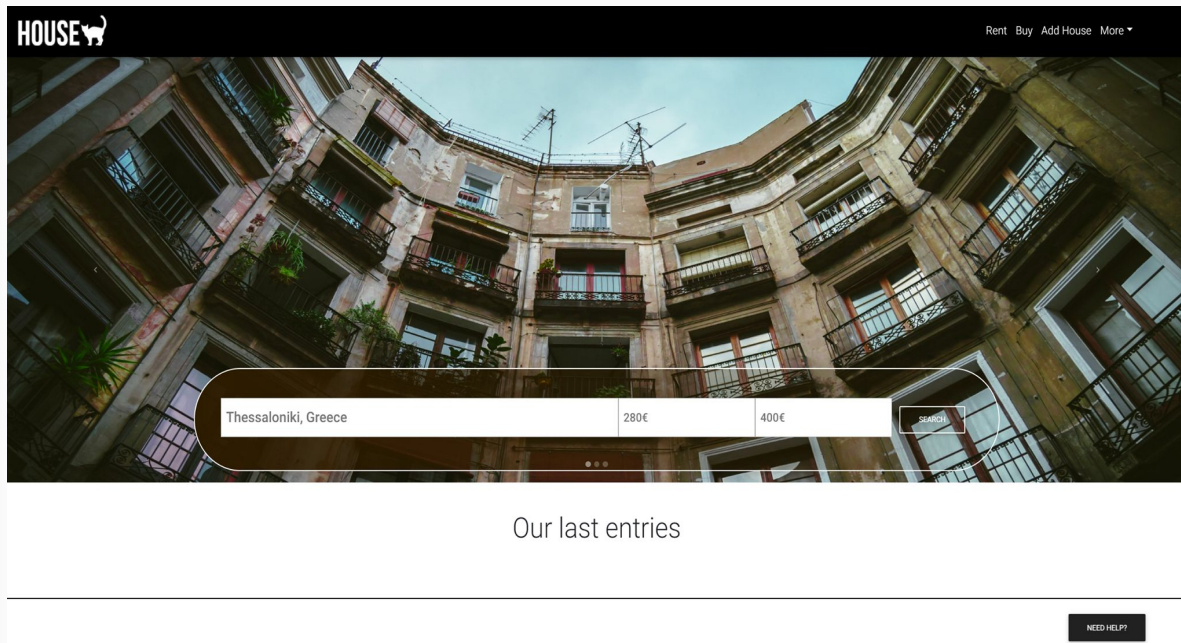 HOUSE
Rent Buy Add House More
Thessaloniki, Greece 280€ 400€ SEARCH
Our last entries
NEED HELP?